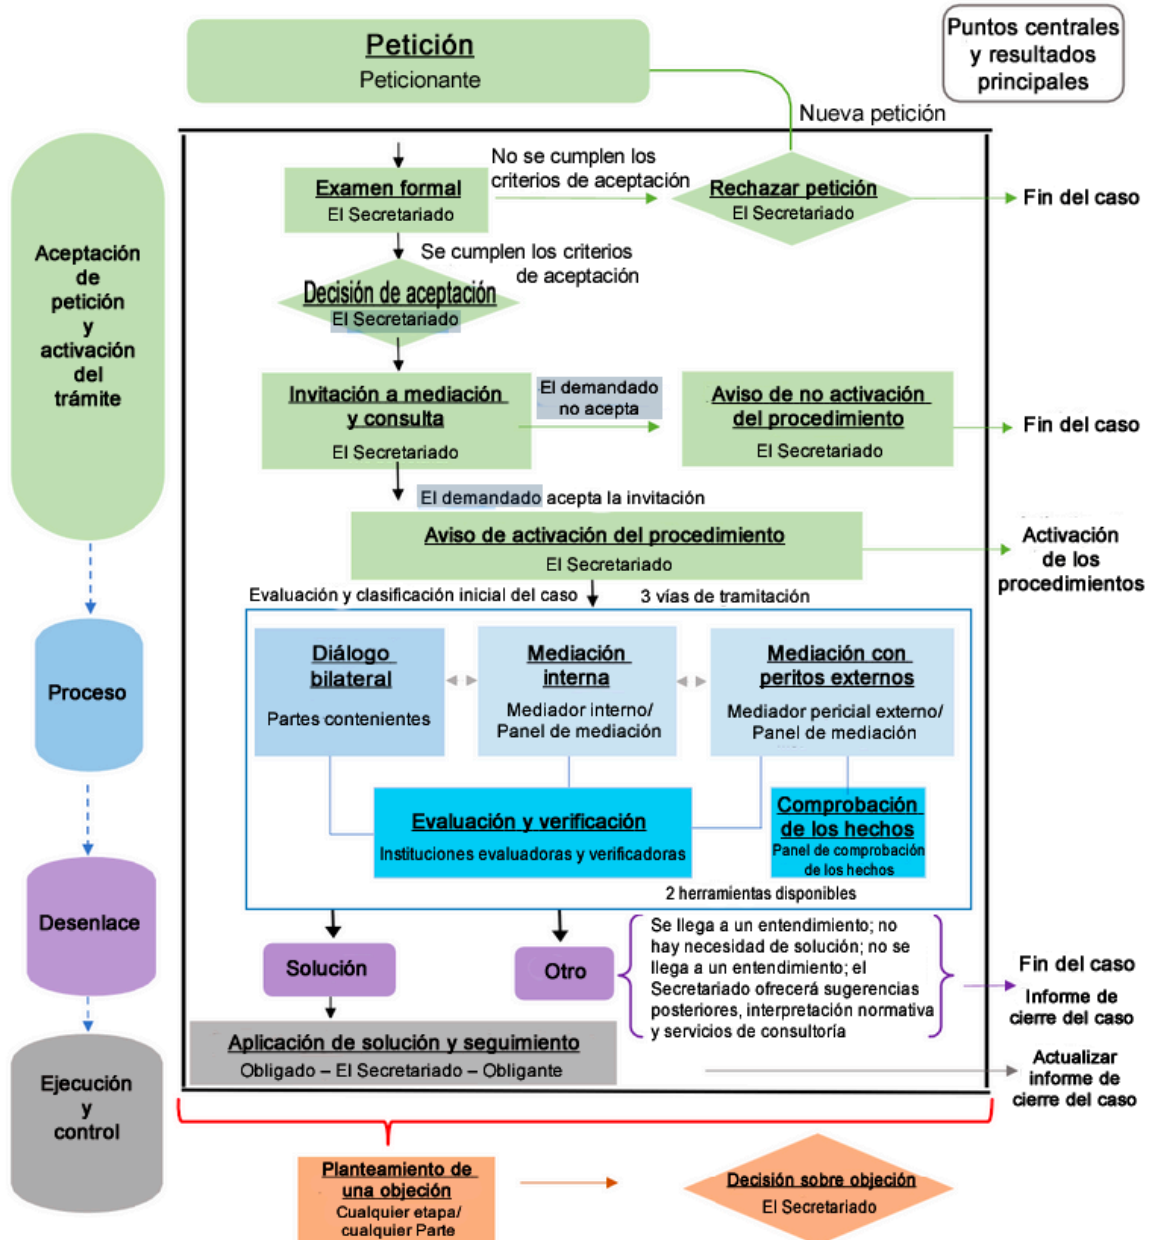 Petición
Peticionante
Puntos centrales
y resultados
principales
Nueva petición
Aceptación
de
petición
y
activación
del
trámite
Examen formal
El Secretariado
No se cumplen los
criterios de aceptación
Rechazar petición
El Secretariado
Fin del caso
Se cumplen los criterios
de aceptación
Decisión de aceptación
El Secretariado
Invitación a mediación
y consulta
El Secretariado
El demandado
no acepta
Aviso de no activación
del procedimiento
El Secretariado
Fin del caso
El demandado acepta la invitación
Aviso de activación del procedimiento
El Secretariado
Activación
de los
procedimientos
Evaluación y clasificación inicial del caso
3 vías de tramitación
Proceso
Diálogo
bilateral
Partes contenientes
Mediación
interna
Mediador interno/
Panel de mediación
Mediación con
peritos externos
Mediador pericial externo/
Panel de mediación
Evaluación y verificación
Instituciones evaluadoras y verificadoras
Comprobación
de los hechos
Panel de comprobación
de los hechos
2 herramientas disponibles
Desenlace
Solución
Otro
Se llega a un entendimiento; no
hay necesidad de solución; no se
llega a un entendimiento; el
Secretariado ofrecerá sugerencias
posteriores, interpretación normativa
y servicios de consultoría
Fin del caso
Informe de
cierre del caso
Ejecución
y
control
Aplicación de solución y seguimiento
Obligado – El Secretariado – Obligante
Actualizar
informe de
cierre del caso
Planteamiento de
una objeción
Cualquier etapa/
cualquier Parte
Decisión sobre objeción
El Secretariado